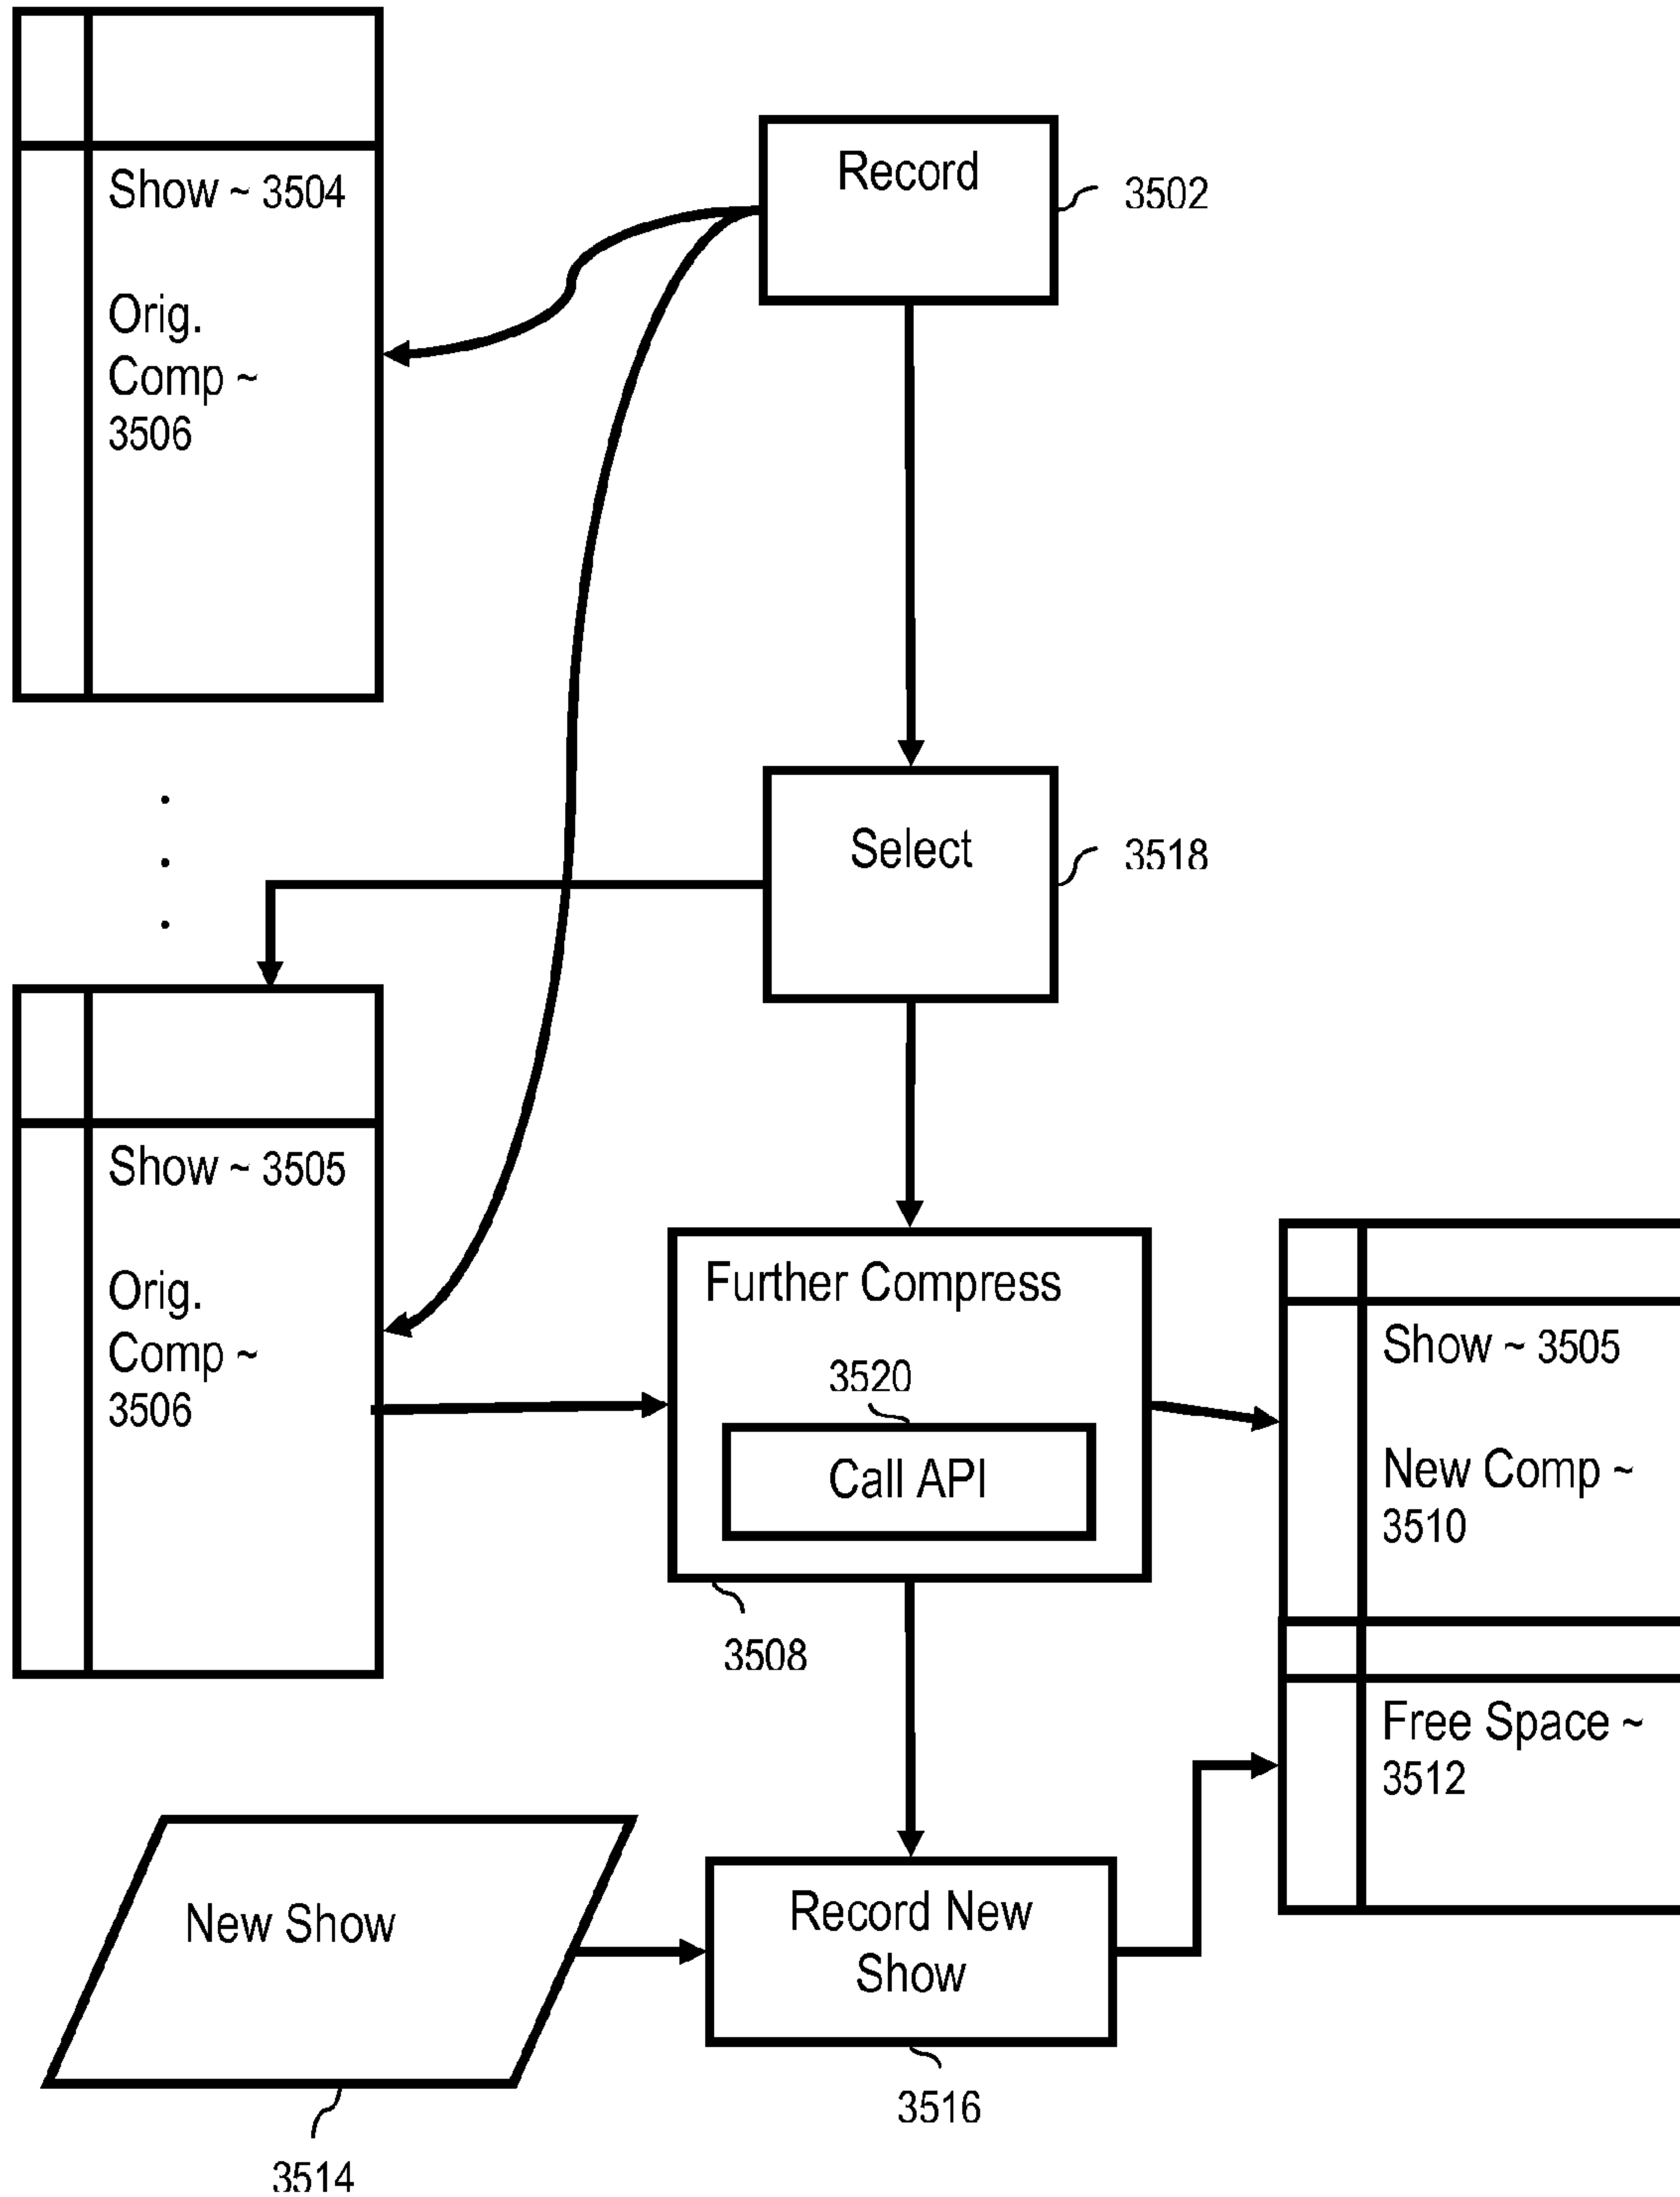 Show ~ 3504
Orig.
Comp ~
3506
Record
3502
Select
3518
Show ~ 3505
Orig.
Comp ~
3506
Further Compress
3520
Call API
3508
Show ~ 3505
New Comp ~
3510
Free Space ~
3512
New Show
3514
Record New
Show
3516